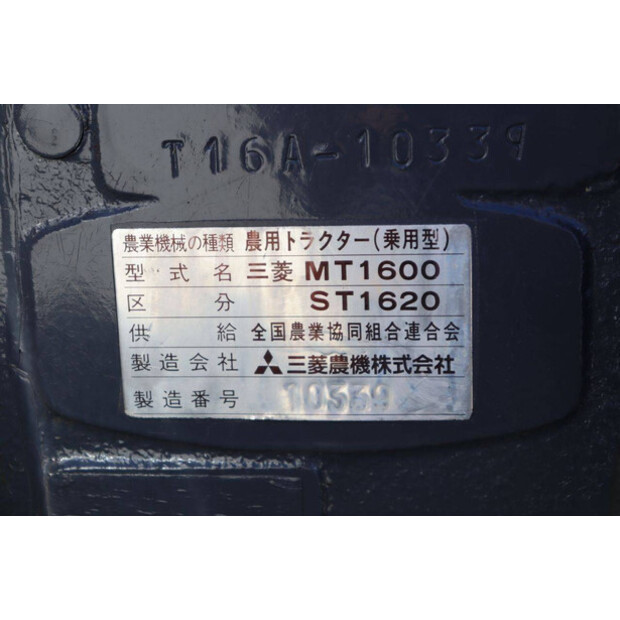 T16A-10339
農業機械の種類 農用トラクター(乗用型)
型式名 三菱 MT1600
区分 ST1620
供給 全国農業協同組合連合会
製造会社 三菱農機株式会社
製造番号 10339